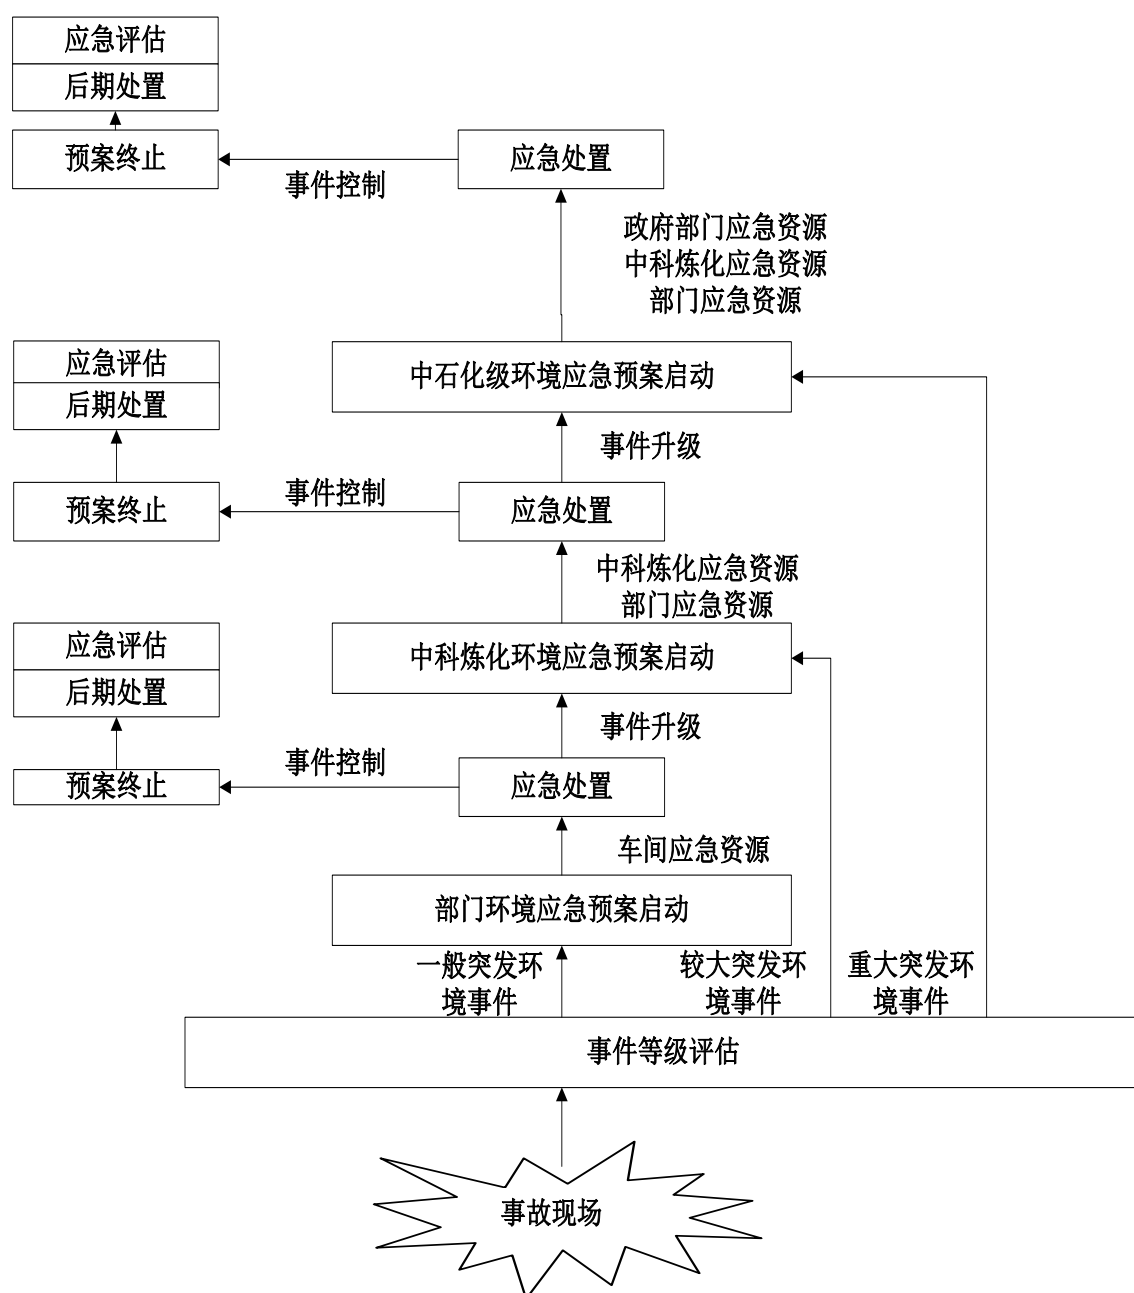 应急评估
后期处置
预案终止
事件控制
应急处置
政府部门应急资源
中科炼化应急资源
部门应急资源
应急评估
后期处置
中石化级环境应急预案启动
事件升级
预案终止
事件控制
应急处置
中科炼化应急资源
部门应急资源
应急评估
后期处置
中科炼化环境应急预案启动
事件升级
预案终止
事件控制
应急处置
车间应急资源
部门环境应急预案启动
一般突发环
境事件
较大突发环
境事件
重大突发环
境事件
事件等级评估
事故现场